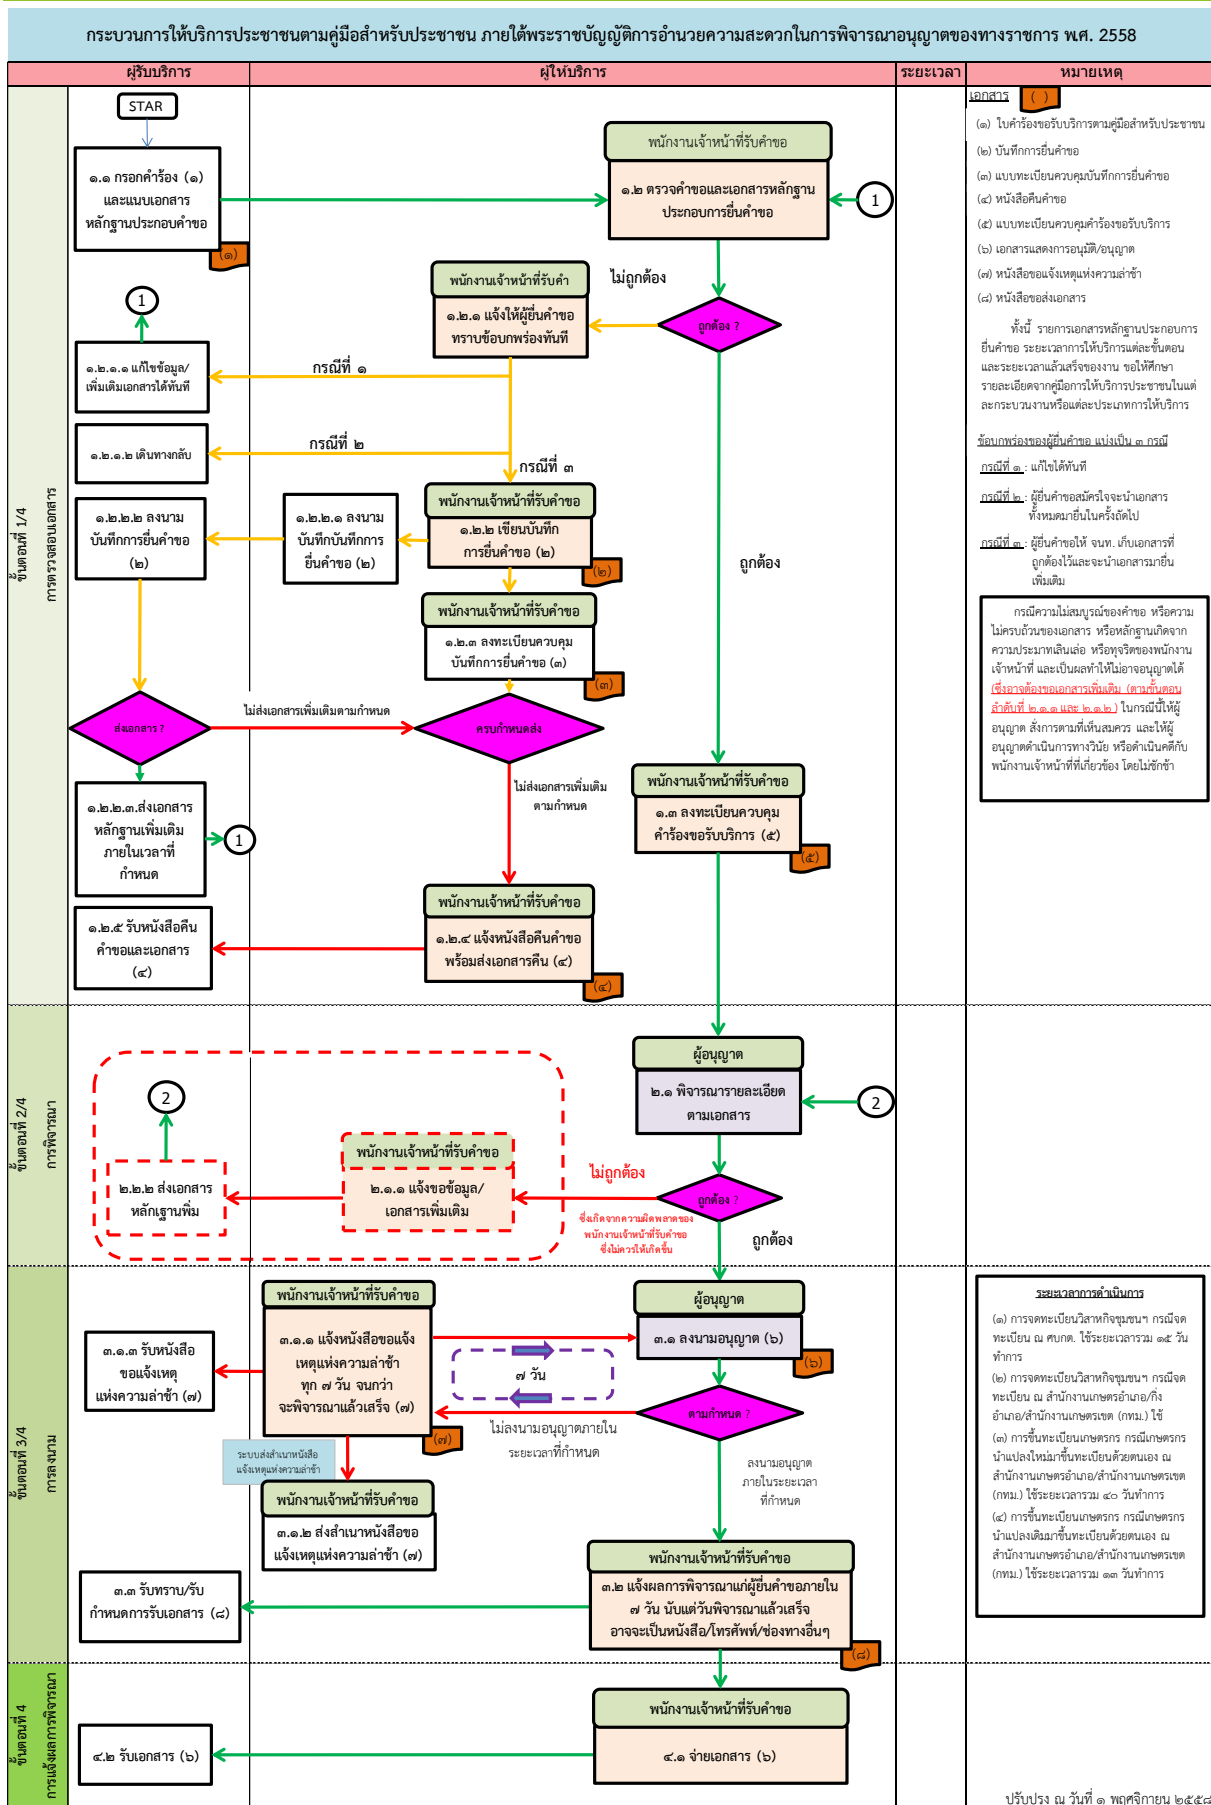 กระบวนการให้บริการประชาชนตามคู่มือสำหรับประชาชน ภายใต้พระราชบัญญัติการอำนวยความสะดวกในการพิจารณาอนุญาตของทางราชการ พ.ศ. 2558
ผู้รับบริการ
ผู้ให้บริการ
ระยะเวลา
หมายเหตุ
ขั้นตอนที่ 1/4
การตรวจสอบเอกสาร
STAR
๑.๑ กรอกคำร้อง (๑)
และแนบเอกสาร
หลักฐานประกอบคำขอ
(๑)
พนักงานเจ้าหน้าที่รับคำขอ
๑.๒ ตรวจคำขอและเอกสารหลักฐาน
ประกอบการยื่นคำขอ
1
ถูกต้อง ?
ไม่ถูกต้อง
พนักงานเจ้าหน้าที่รับคำ
๑.๒.๑ แจ้งให้ผู้ยื่นคำขอ
ทราบข้อบกพร่องทันที
1
๑.๒.๑.๑ แก้ไขข้อมูล/
เพิ่มเติมเอกสารได้ทันที
กรณีที่ ๑
๑.๒.๑.๒ เดินทางกลับ
กรณีที่ ๒
กรณีที่ ๓
พนักงานเจ้าหน้าที่รับคำขอ
๑.๒.๒ เขียนบันทึก
การยื่นคำขอ (๒)
(๒)
๑.๒.๒.๑ ลงนาม
บันทึกบันทึกการ
ยื่นคำขอ (๒)
๑.๒.๒.๒ ลงนาม
บันทึกการยื่นคำขอ
(๒)
ถูกต้อง
พนักงานเจ้าหน้าที่รับคำขอ
๑.๒.๓ ลงทะเบียนควบคุม
บันทึกการยื่นคำขอ (๓)
(๓)
ส่งเอกสาร ?
ไม่ส่งเอกสารเพิ่มเติมตามกำหนด
ครบกำหนดส่ง
ไม่ส่งเอกสารเพิ่มเติม
ตามกำหนด
๑.๒.๒.๓.ส่งเอกสาร
หลักฐานเพิ่มเติม
ภายในเวลาที่
กำหนด
1
พนักงานเจ้าหน้าที่รับคำขอ
๑.๓ ลงทะเบียนควบคุม
คำร้องขอรับบริการ (๕)
(๕)
พนักงานเจ้าหน้าที่รับคำขอ
๑.๒.๔ แจ้งหนังสือคืนคำขอ
พร้อมส่งเอกสารคืน (๔)
(๔)
๑.๒.๕ รับหนังสือคืน
คำขอและเอกสาร
(๔)
เอกสาร ( )
(๑) ใบคำร้องขอรับบริการตามคู่มือสำหรับประชาชน
(๒) บันทึกการยื่นคำขอ
(๓) แบบทะเบียนควบคุมบันทึกการยื่นคำขอ
(๔) หนังสือคืนคำขอ
(๕) แบบทะเบียนควบคุมคำร้องขอรับบริการ
(๖) เอกสารแสดงการอนุมัติ/อนุญาต
(๗) หนังสือขอแจ้งเหตุแห่งความล่าช้า
(๘) หนังสือขอส่งเอกสาร
ทั้งนี้ รายการเอกสารหลักฐานประกอบการ
ยื่นคำขอ ระยะเวลาการให้บริการแต่ละขั้นตอน
และระยะเวลาแล้วเสร็จของงาน ขอให้ศึกษา
รายละเอียดจากคู่มือการให้บริการประชาชนในแต่
ละกระบวนงานหรือแต่ละประเภทการให้บริการ
ข้อบกพร่องของผู้ยื่นคำขอ แบ่งเป็น ๓ กรณี
กรณีที่ ๑ : แก้ไขได้ทันที
กรณีที่ ๒ : ผู้ยื่นคำขอสมัครใจจะนำเอกสาร
ทั้งหมดมายื่นในครั้งถัดไป
กรณีที่ ๓ : ผู้ยื่นคำขอให้ จนท. เก็บเอกสารที่
ถูกต้องไว้และจะนำเอกสารมายื่น
เพิ่มเติม
กรณีความไม่สมบูรณ์ของคำขอ หรือความ
ไม่ครบถ้วนของเอกสาร หรือหลักฐานเกิดจาก
ความประมาทเลินเล่อ หรือทุจริตของพนักงาน
เจ้าหน้าที่ และเป็นผลทำให้ไม่อาจอนุญาตได้
(ซึ่งอาจต้องขอเอกสารเพิ่มเติม (ตามขั้นตอน
ลำดับที่ ๒.๑.๑ และ ๒.๑.๒ ) ในกรณีนี้ให้ผู้
อนุญาต สั่งการตามที่เห็นสมควร และให้ผู้
อนุญาตดำเนินการทางวินัย หรือดำเนินคดีกับ
พนักงานเจ้าหน้าที่ที่เกี่ยวข้อง โดยไม่ชักช้า
ขั้นตอนที่ 2/4
การพิจารณา
ผู้อนุญาต
๒.๑ พิจารณารายละเอียด
ตามเอกสาร
2
2
พนักงานเจ้าหน้าที่รับคำขอ
๒.๑.๑ แจ้งขอข้อมูล/
เอกสารเพิ่มเติม
๒.๒.๒ ส่งเอกสาร
หลักฐานเพิ่ม
ไม่ถูกต้อง
ถูกต้อง ?
ซึ่งเกิดจากความผิดพลาดของ
พนักงานเจ้าหน้าที่รับคำขอ
ซึ่งไม่ควรให้เกิดขึ้น
ถูกต้อง
ขั้นตอนที่ 3/4
การลงนาม
พนักงานเจ้าหน้าที่รับคำขอ
๓.๑.๑ แจ้งหนังสือขอแจ้ง
เหตุแห่งความล่าช้า
ทุก ๗ วัน จนกว่า
จะพิจารณาแล้วเสร็จ (๗)
(๗)
๓.๑.๓ รับหนังสือ
ขอแจ้งเหตุ
แห่งความล่าช้า (๗)
ผู้อนุญาต
๓.๑ ลงนามอนุญาต (๖)
(๖)
๗ วัน
ตามกำหนด ?
ไม่ลงนามอนุญาตภายใน
ระยะเวลาที่กำหนด
ลงนามอนุญาต
ภายในระยะเวลา
ที่กำหนด
ระบบส่งสำเนาหนังสือ
แจ้งเหตุแห่งความล่าช้า
พนักงานเจ้าหน้าที่รับคำขอ
๓.๑.๒ ส่งสำเนาหนังสือขอ
แจ้งเหตุแห่งความล่าช้า (๗)
พนักงานเจ้าหน้าที่รับคำขอ
๓.๒ แจ้งผลการพิจารณาแก่ผู้ยื่นคำขอภายใน
๗ วัน นับแต่วันพิจารณาแล้วเสร็จ
อาจจะเป็นหนังสือ/โทรศัพท์/ช่องทางอื่นๆ
(๘)
๓.๓ รับทราบ/รับ
กำหนดการรับเอกสาร (๘)
ระยะเวลาการดำเนินการ
(๑) การจดทะเบียนวิสาหกิจชุมชนฯ กรณีจด
ทะเบียน ณ ศบกต. ใช้ระยะเวลารวม ๑๕ วัน
ทำการ
(๒) การจดทะเบียนวิสาหกิจชุมชนฯ กรณีจด
ทะเบียน ณ สำนักงานเกษตรอำเภอ/กิ่ง
อำเภอ/สำนักงานเกษตรเขต (กทม.) ใช้
(๓) การขึ้นทะเบียนเกษตรกร กรณีเกษตรกร
นำแปลงใหม่มาขึ้นทะเบียนด้วยตนเอง ณ
สำนักงานเกษตรอำเภอ/สำนักงานเกษตรเขต
(กทม.) ใช้ระยะเวลารวม ๔๐ วันทำการ
(๔) การขึ้นทะเบียนเกษตรกร กรณีเกษตรกร
นำแปลงเดิมมาขึ้นทะเบียนด้วยตนเอง ณ
สำนักงานเกษตรอำเภอ/สำนักงานเกษตรเขต
(กทม.) ใช้ระยะเวลารวม ๑๓ วันทำการ
ขั้นตอนที่ 4
การแจ้งผลการพิจารณา
พนักงานเจ้าหน้าที่รับคำขอ
๔.๑ จ่ายเอกสาร (๖)
๔.๒ รับเอกสาร (๖)
ปรับปรุง ณ วันที่ ๑ พฤศจิกายน ๒๕๕๘